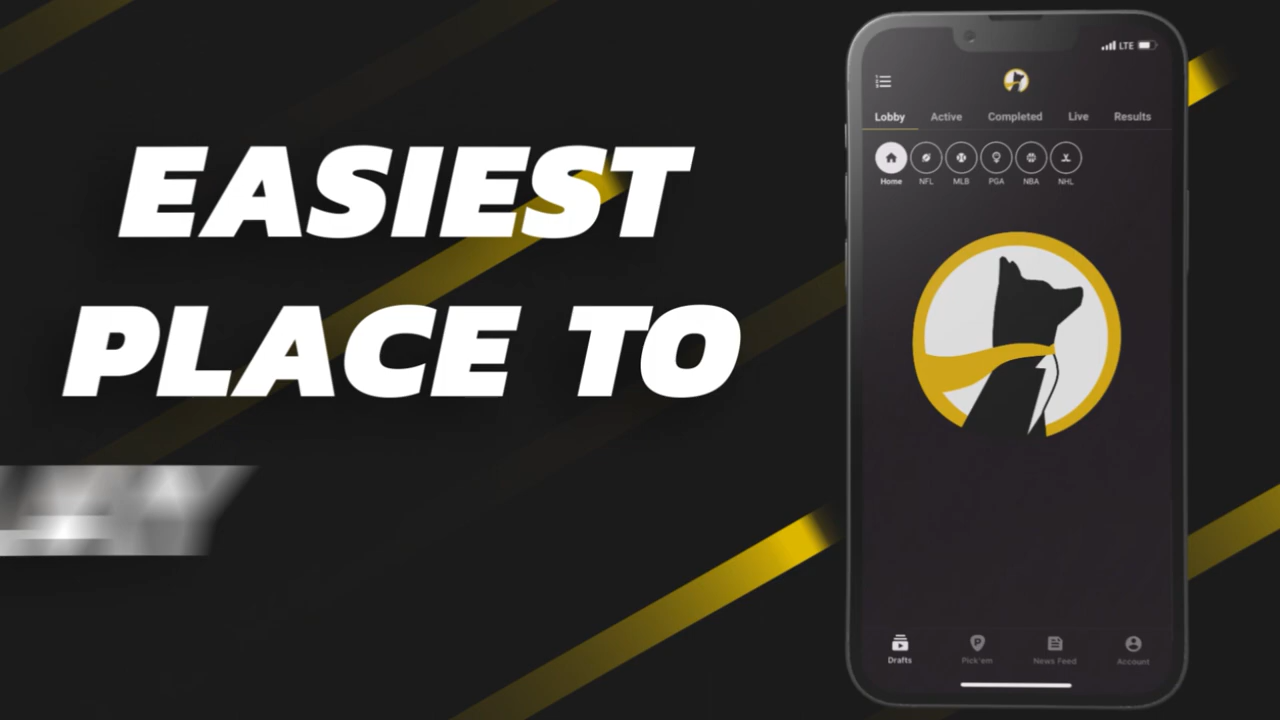 EASIEST
PLACE TO
LTE
Lobby Active Completed Live Results
Home NFL MLB PGA NBA NHL
Drafts Pick'em News Feed Account